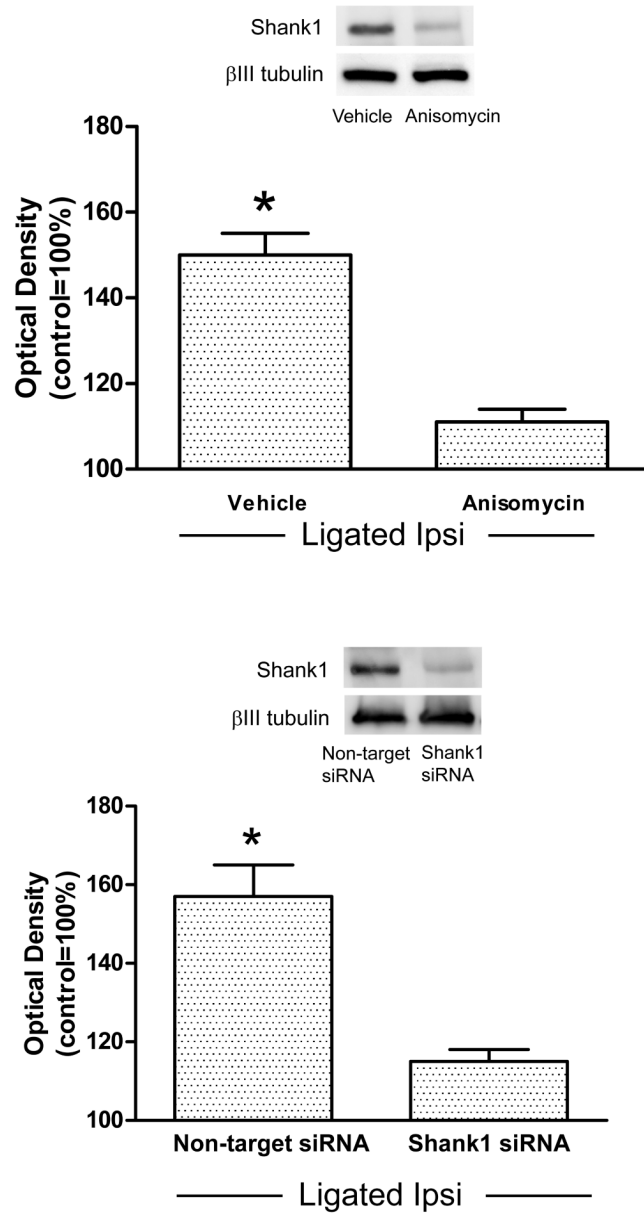 Shank1
βIII tubulin
Vehicle Anisomycin
Optical Density
(control=100%)
180
160
140
120
100
*
Vehicle Anisomycin
Ligated Ipsi
Shank1
βIII tubulin
Non-target Shank1
siRNA siRNA
Optical Density
(control=100%)
180
160
140
120
100
*
Non-target siRNA Shank1 siRNA
Ligated Ipsi